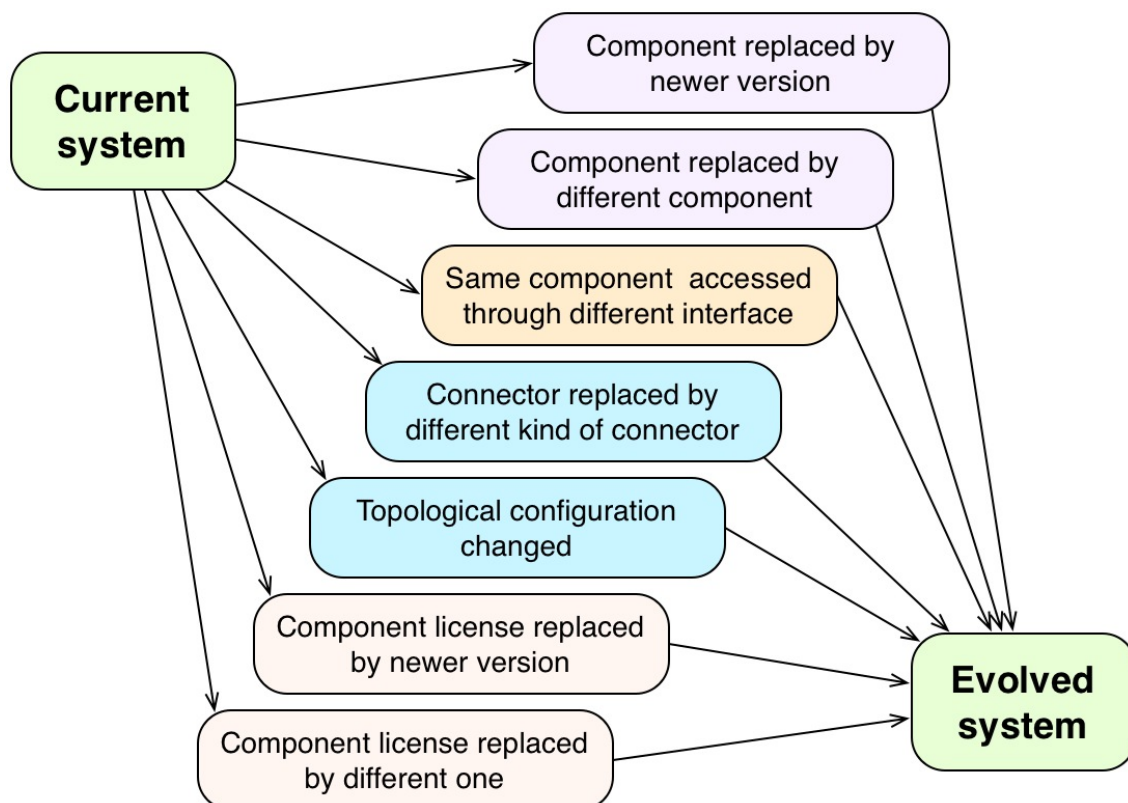 Current
system
Component replaced by
newer version
Component replaced by
different component
Same component accessed
through different interface
Connector replaced by
different kind of connector
Topological configuration
changed
Component license replaced
by newer version
Component license replaced
by different one
Evolved
system